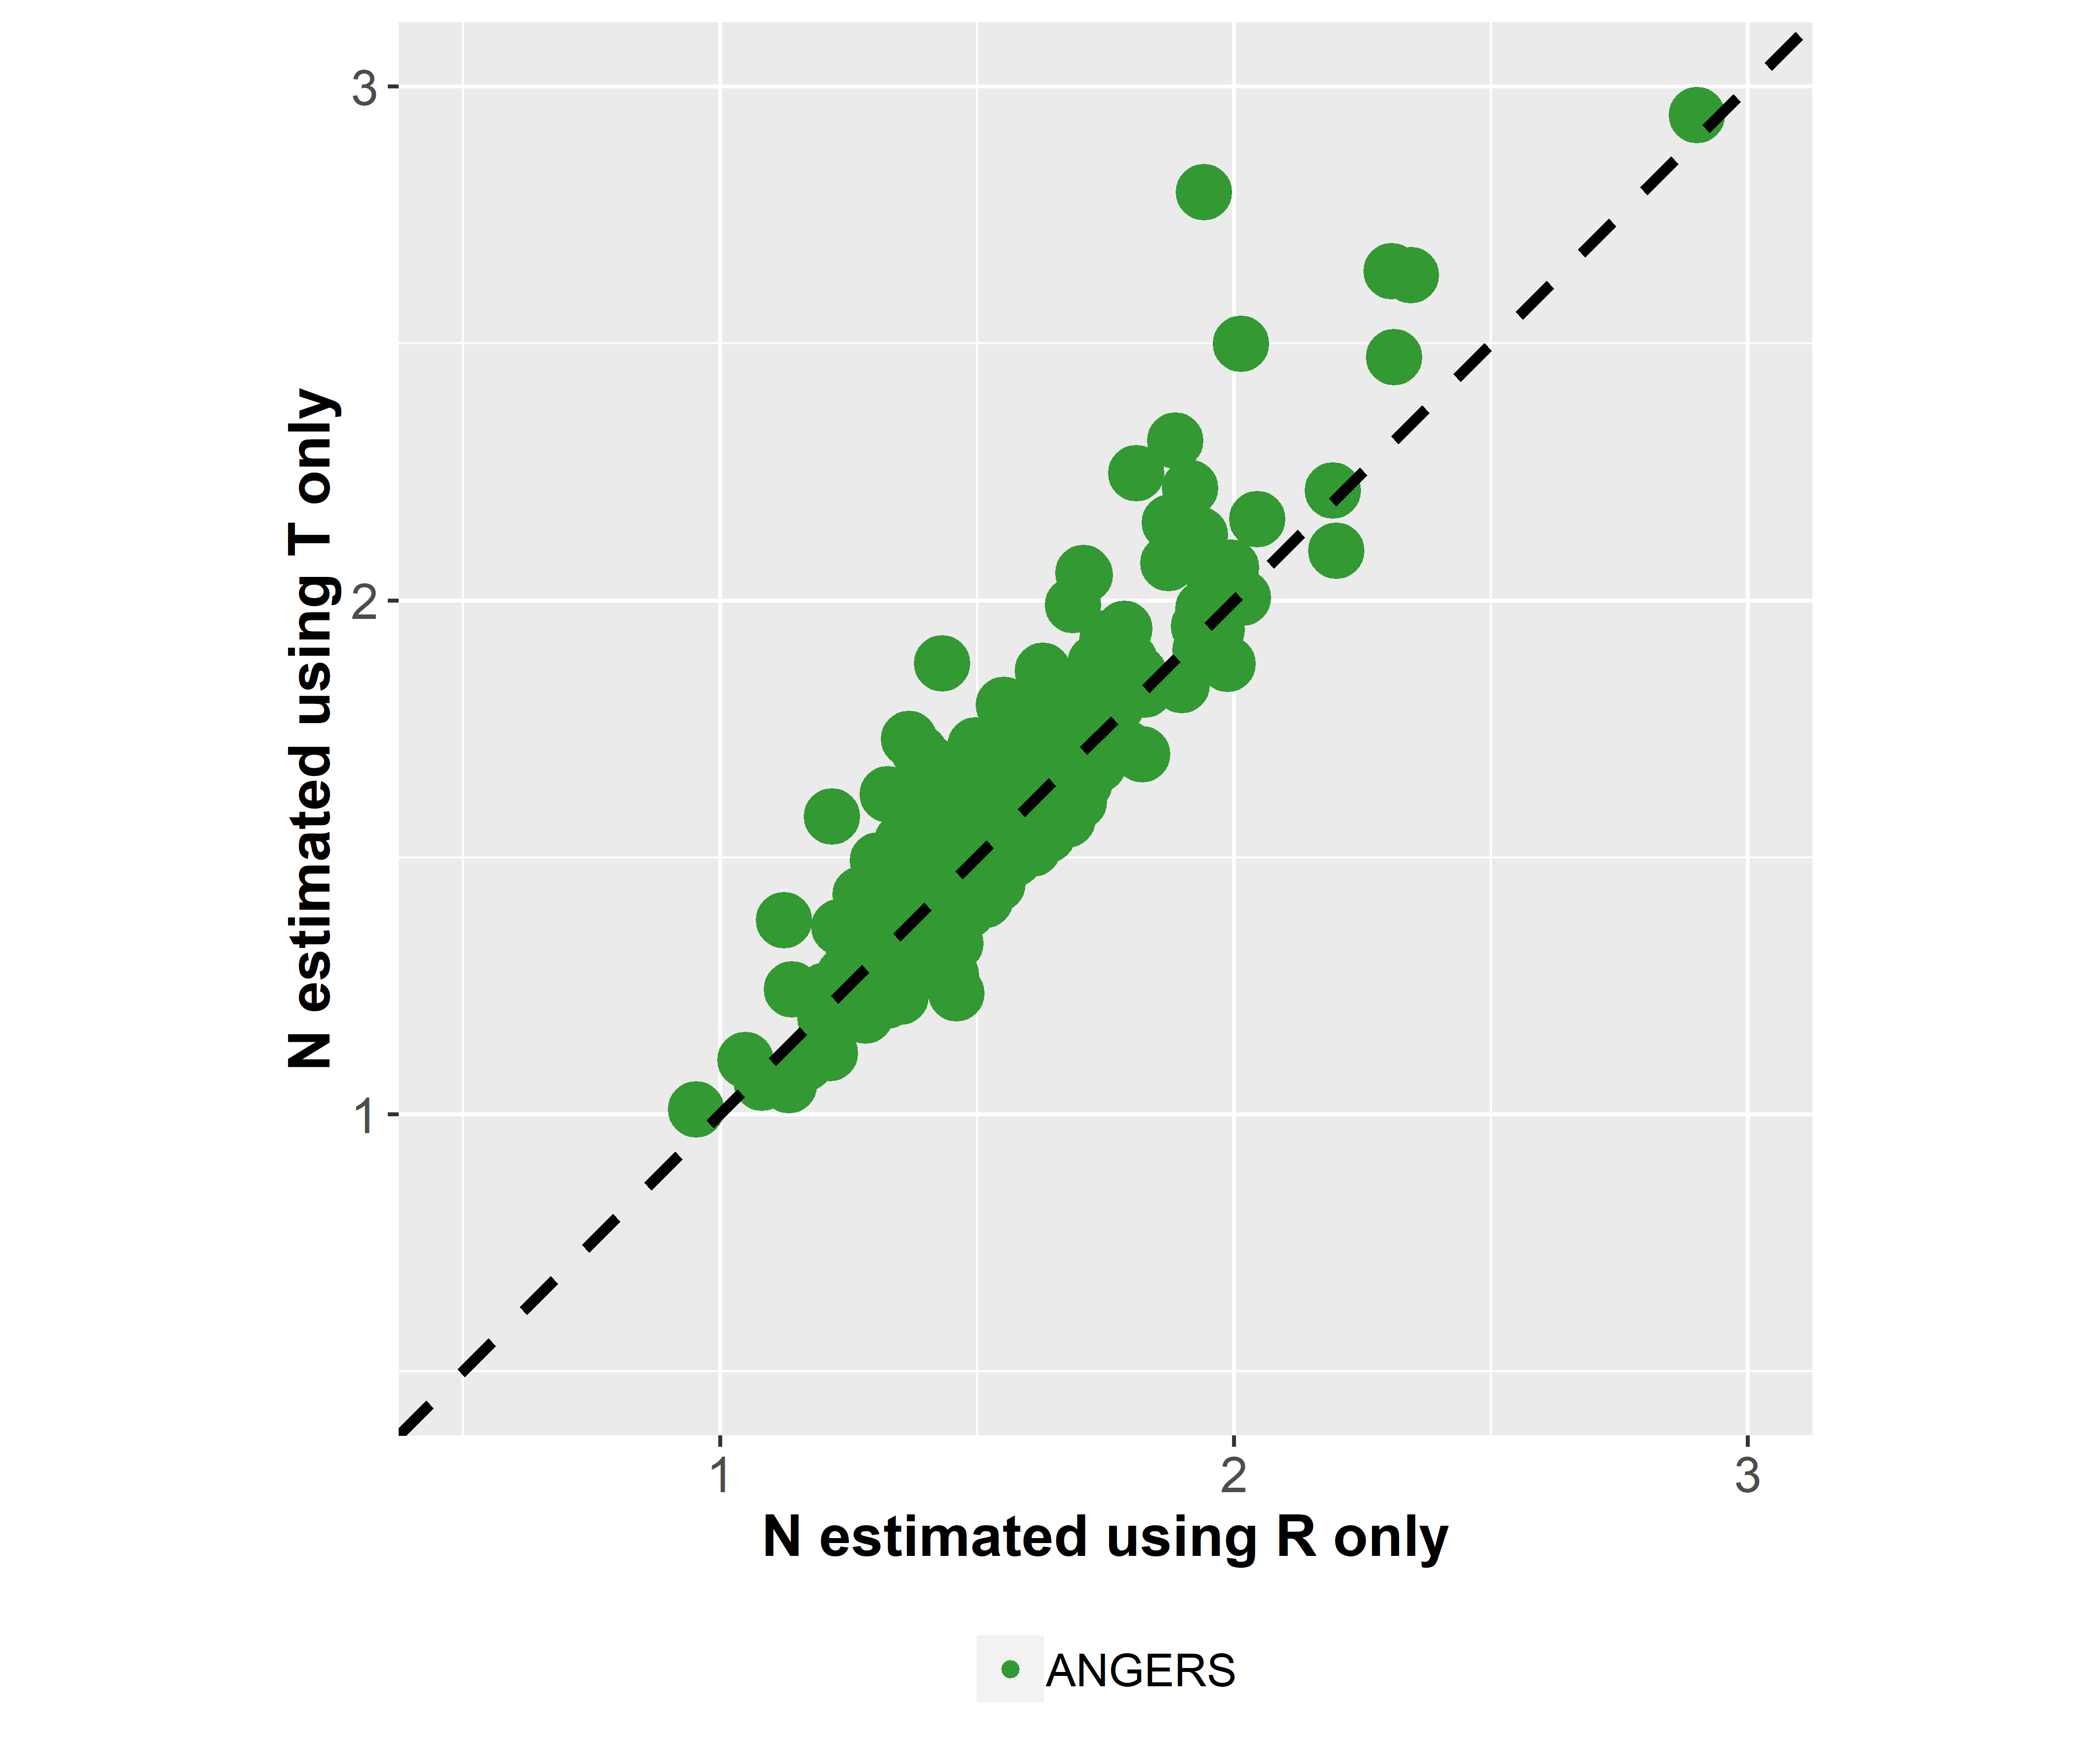 N estimated using T only
3
2
1
1 2 3
N estimated using R only
ANGERS